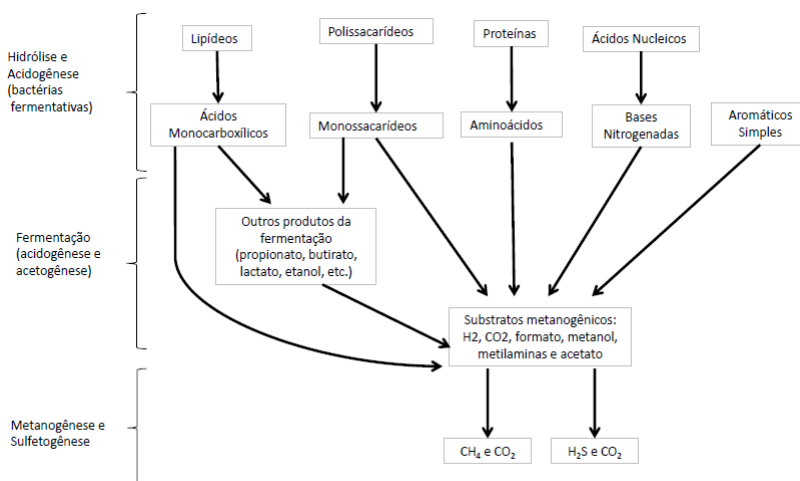 Lipídeos
Polissacarídeos
Proteínas
Ácidos Nucleicos
Hidrólise e
Acidogênese
(bactérias
fermentativas)
Ácidos
Monocarboxílicos
Monossacarídeos
Aminoácidos
Bases
Nitrogenadas
Aromáticos
Simples
Fermentação
(acidogênese e
acetogênese)
Outros produtos da
fermentação
(propionato, butirato,
lactato, etanol, etc.)
Substratos metanogênicos:
H2, CO2, formato, metanol,
metilaminas e acetato
Metanogênese e
Sulfetogênese
CH₄ e CO₂
H₂S e CO₂